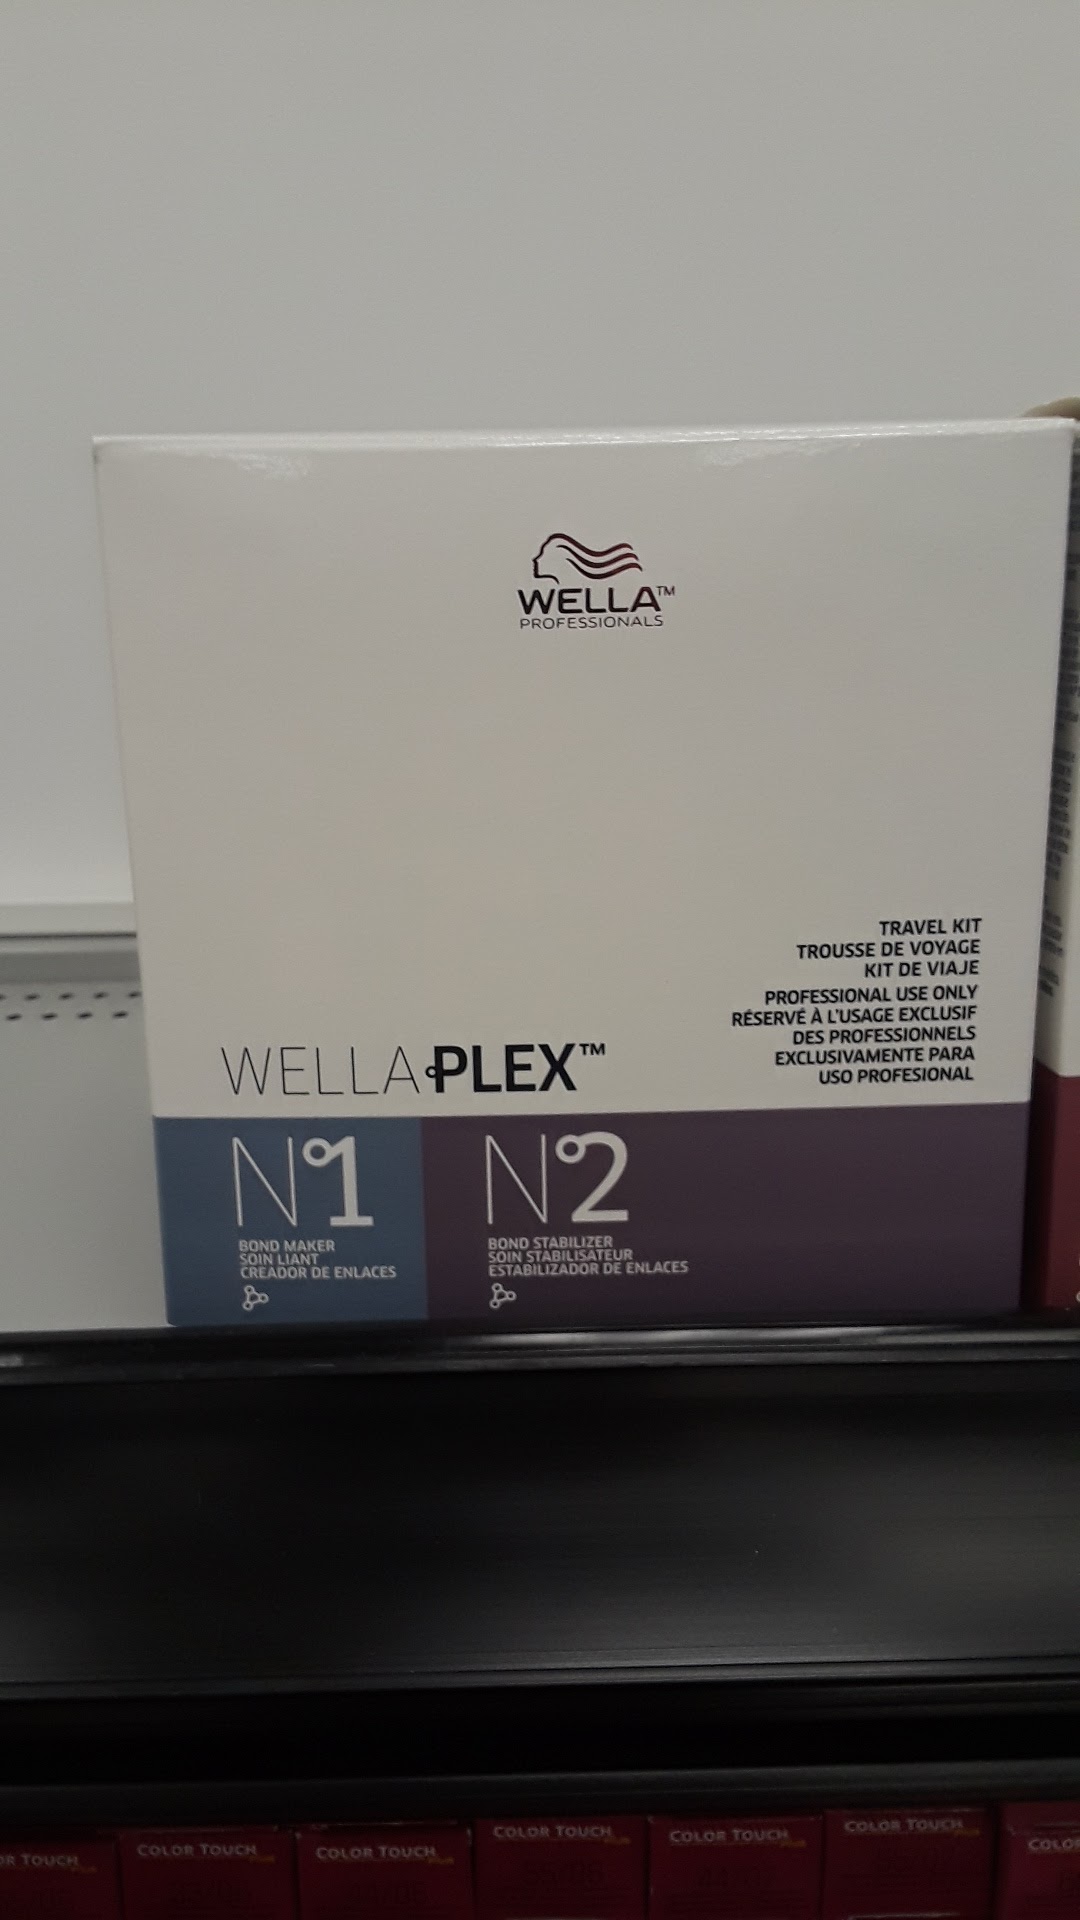 WELLA™
PROFESSIONALS
TRAVEL KIT
TROUSSE DE VOYAGE
KIT DE VIAJE
PROFESSIONAL USE ONLY
RÉSERVÉ À L'USAGE EXCLUSIF
DES PROFESSIONNELS
EXCLUSIVAMENTE PARA
USO PROFESIONAL
WELLAPLEX™
Nº1
BOND MAKER
SOIN LIANT
CREADOR DE ENLACES
Nº2
BOND STABILIZER
SOIN STABILISATEUR
ESTABILIZADOR DE ENLACES
COLOR TOUCH
COLOR TOUCH
COLOR TOUCH
COLOR TOUCH
COLOR TOUCH
55/06